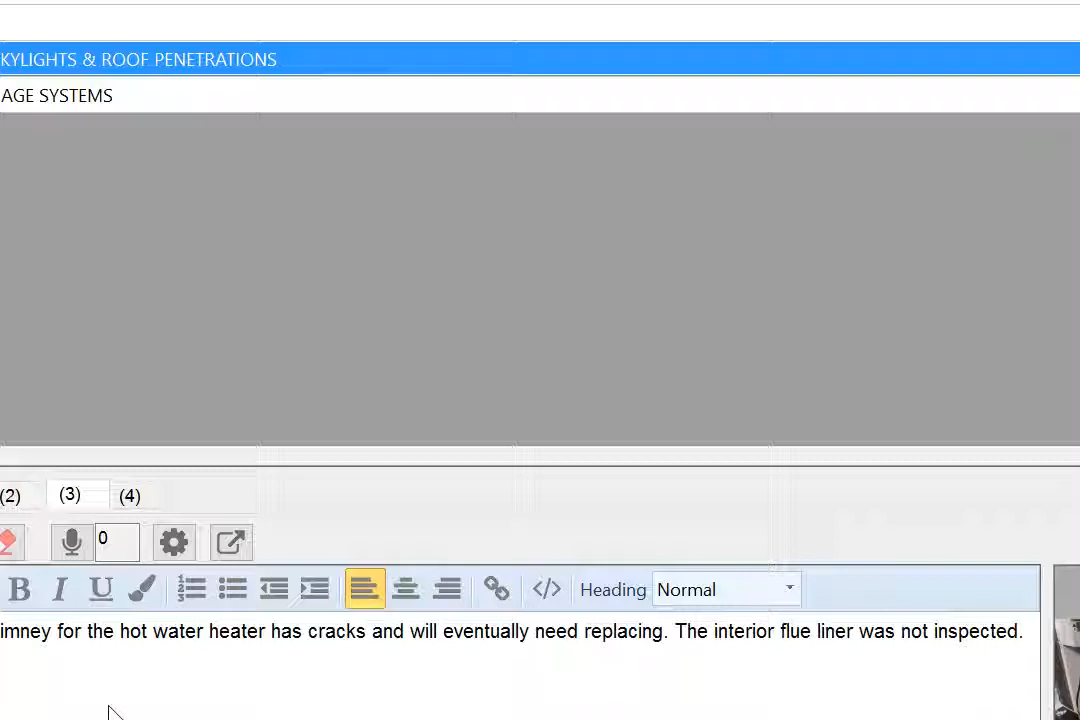 KYLIGHTS & ROOF PENETRATIONS
AGE SYSTEMS
(2) (3) (4)
0
B I U </> Heading Normal
imney for the hot water heater has cracks and will eventually need replacing. The interior flue liner was not inspected.